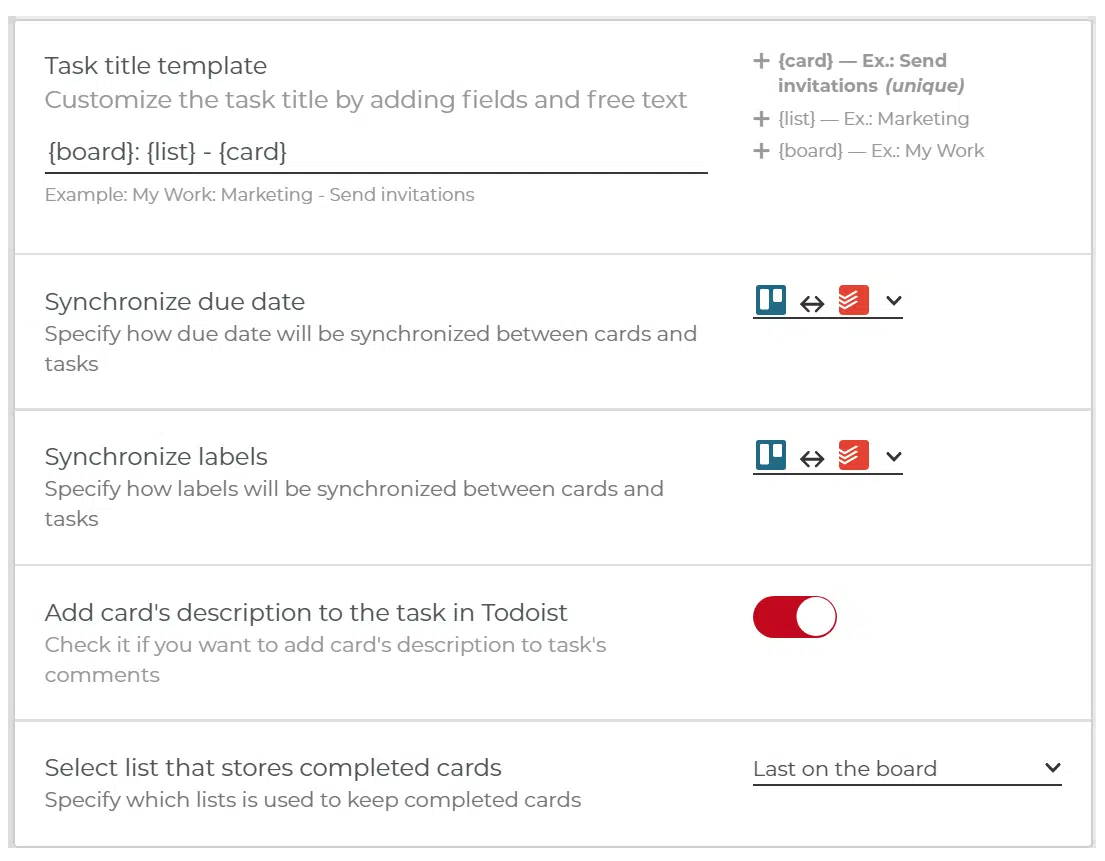 Task title template
Customize the task title by adding fields and free text
{board}: {list} - {card}
Example: My Work: Marketing - Send invitations
+ {card} — Ex.: Send
invitations (unique)
+ {list} — Ex.: Marketing
+ {board} — Ex.: My Work
Synchronize due date
Specify how due date will be synchronized between cards and
tasks
Synchronize labels
Specify how labels will be synchronized between cards and
tasks
Add card's description to the task in Todoist
Check it if you want to add card's description to task's
comments
Select list that stores completed cards
Specify which lists is used to keep completed cards
Last on the board